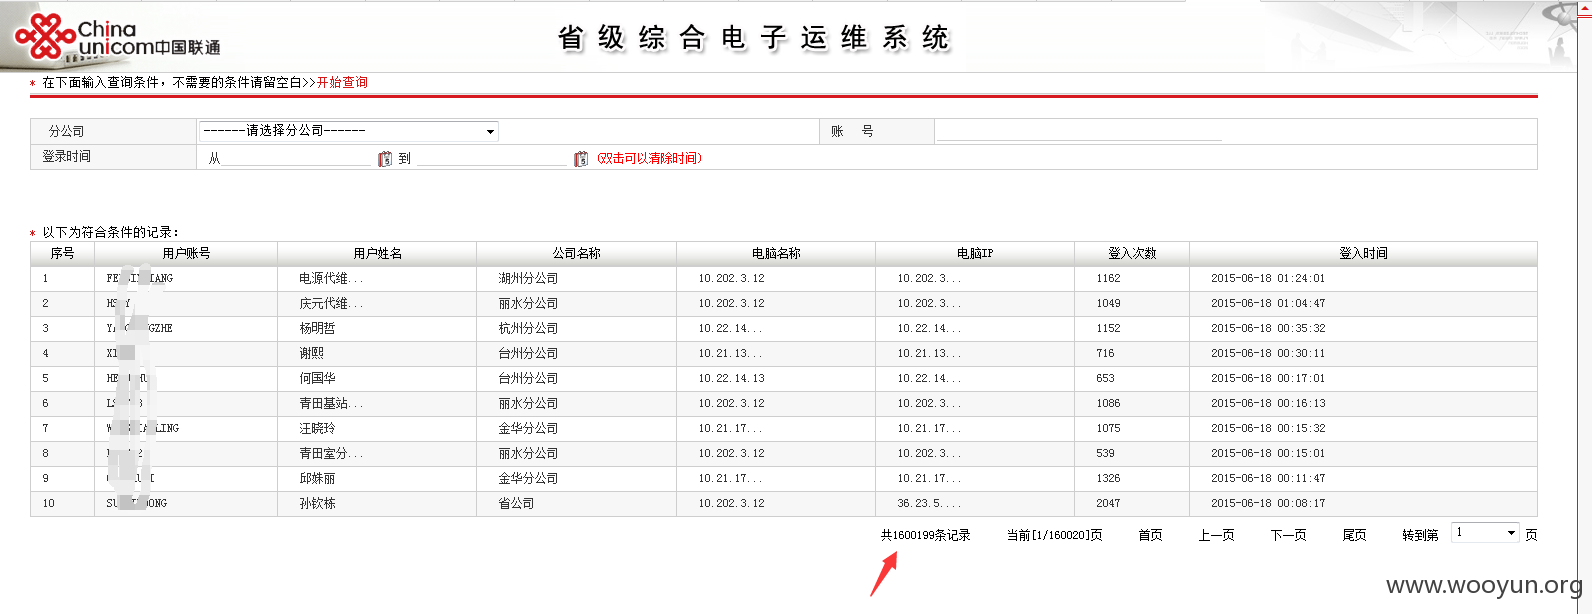 China unicom中国联通
省级综合电子运维系统
* 在下面输入查询条件，不需要的条件请留空白>>开始查询
分公司 ------请选择分公司------ 账 号
登录时间 从 到 (双击可以清除时间)
* 以下为符合条件的记录：
序号 用户账号 用户姓名 公司名称 电脑名称 电脑IP 登入次数 登入时间
1 电源代维... 湖州分公司 10.202.3.12 10.202.3... 1162 2015-06-18 01:24:01
2 庆元代维... 丽水分公司 10.202.3.12 10.202.3... 1049 2015-06-18 01:04:47
3 杨明哲 杭州分公司 10.22.14... 10.22.14... 1152 2015-06-18 00:35:32
4 谢熙 台州分公司 10.21.13... 10.21.13... 716 2015-06-18 00:30:11
5 何国华 台州分公司 10.22.14.13 10.22.14... 653 2015-06-18 00:17:01
6 青田基站... 丽水分公司 10.202.3.12 10.202.3... 1086 2015-06-18 00:16:13
7 汪晓玲 金华分公司 10.21.17... 10.21.17... 1075 2015-06-18 00:15:32
8 青田室分... 丽水分公司 10.202.3.12 10.202.3... 539 2015-06-18 00:15:01
9 邱姝丽 金华分公司 10.21.17... 10.21.17... 1326 2015-06-18 00:11:47
10 孙钦栋 省公司 10.202.3.12 36.23.5.... 2047 2015-06-18 00:08:17
共1600199条记录 当前[1/160020]页 首页 上一页 下一页 尾页 转到第 1 页
www.wooyun.org